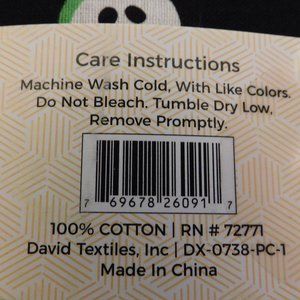 Care Instructions
Machine Wash Cold, With Like Colors.
Do Not Bleach. Tumble Dry Low,
Remove Promptly.
7 69678 26091 7
100% COTTON | RN # 72771
David Textiles, Inc | DX-0738-PC-1
Made In China